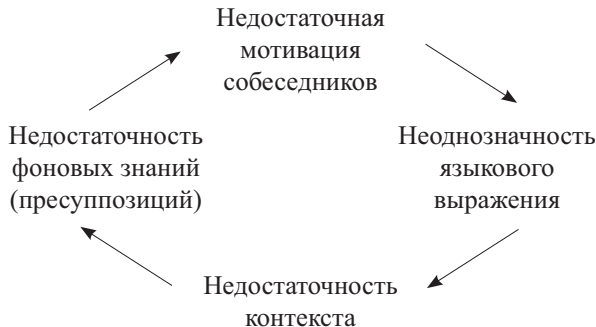 Недостаточная
мотивация
собеседников
Недостаточность
фоновых знаний
(пресуппозиций)
Неоднозначность
языкового
выражения
Недостаточность
контекста